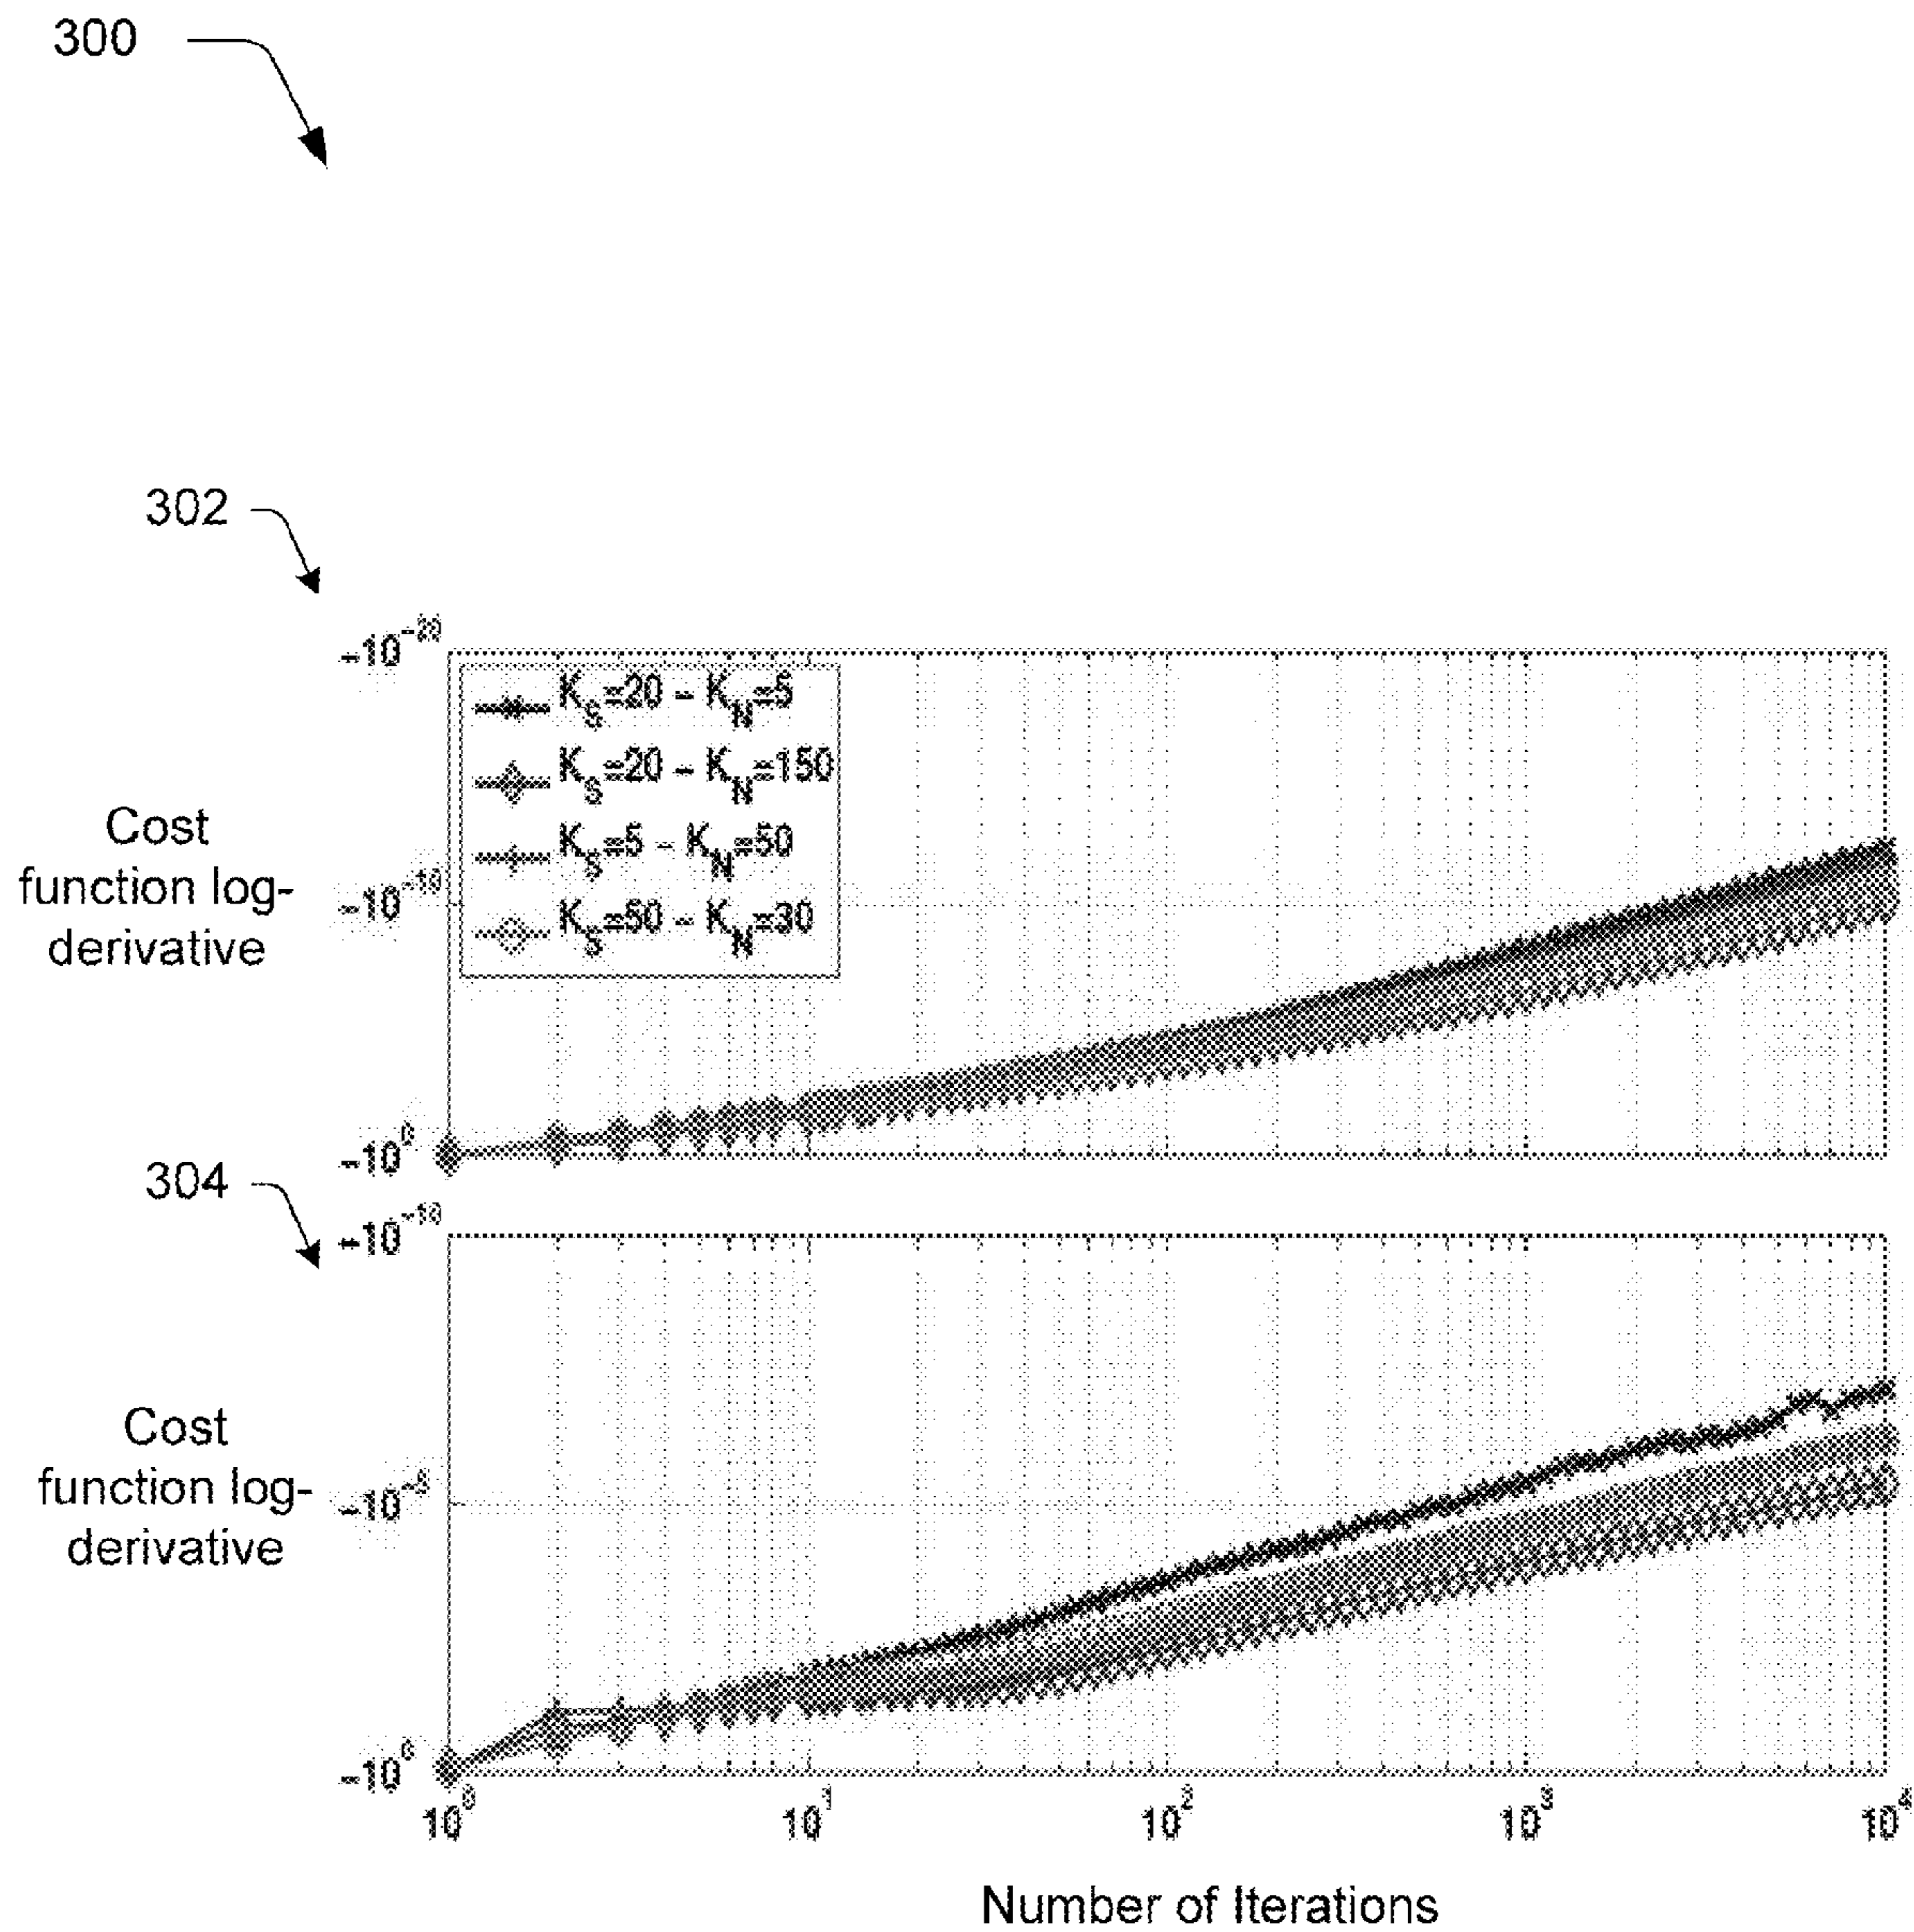 300
302
-10^-20
K_S=20 - K_N=5
K_S=20 - K_N=150
K_S=5 - K_N=50
K_S=50 - K_N=30
Cost
function log-
derivative
-10^-10
-10^0
304
-10^-10
Cost
function log-
derivative
-10^-5
-10^0
10^0 10^1 10^2 10^3 10^4
Number of Iterations